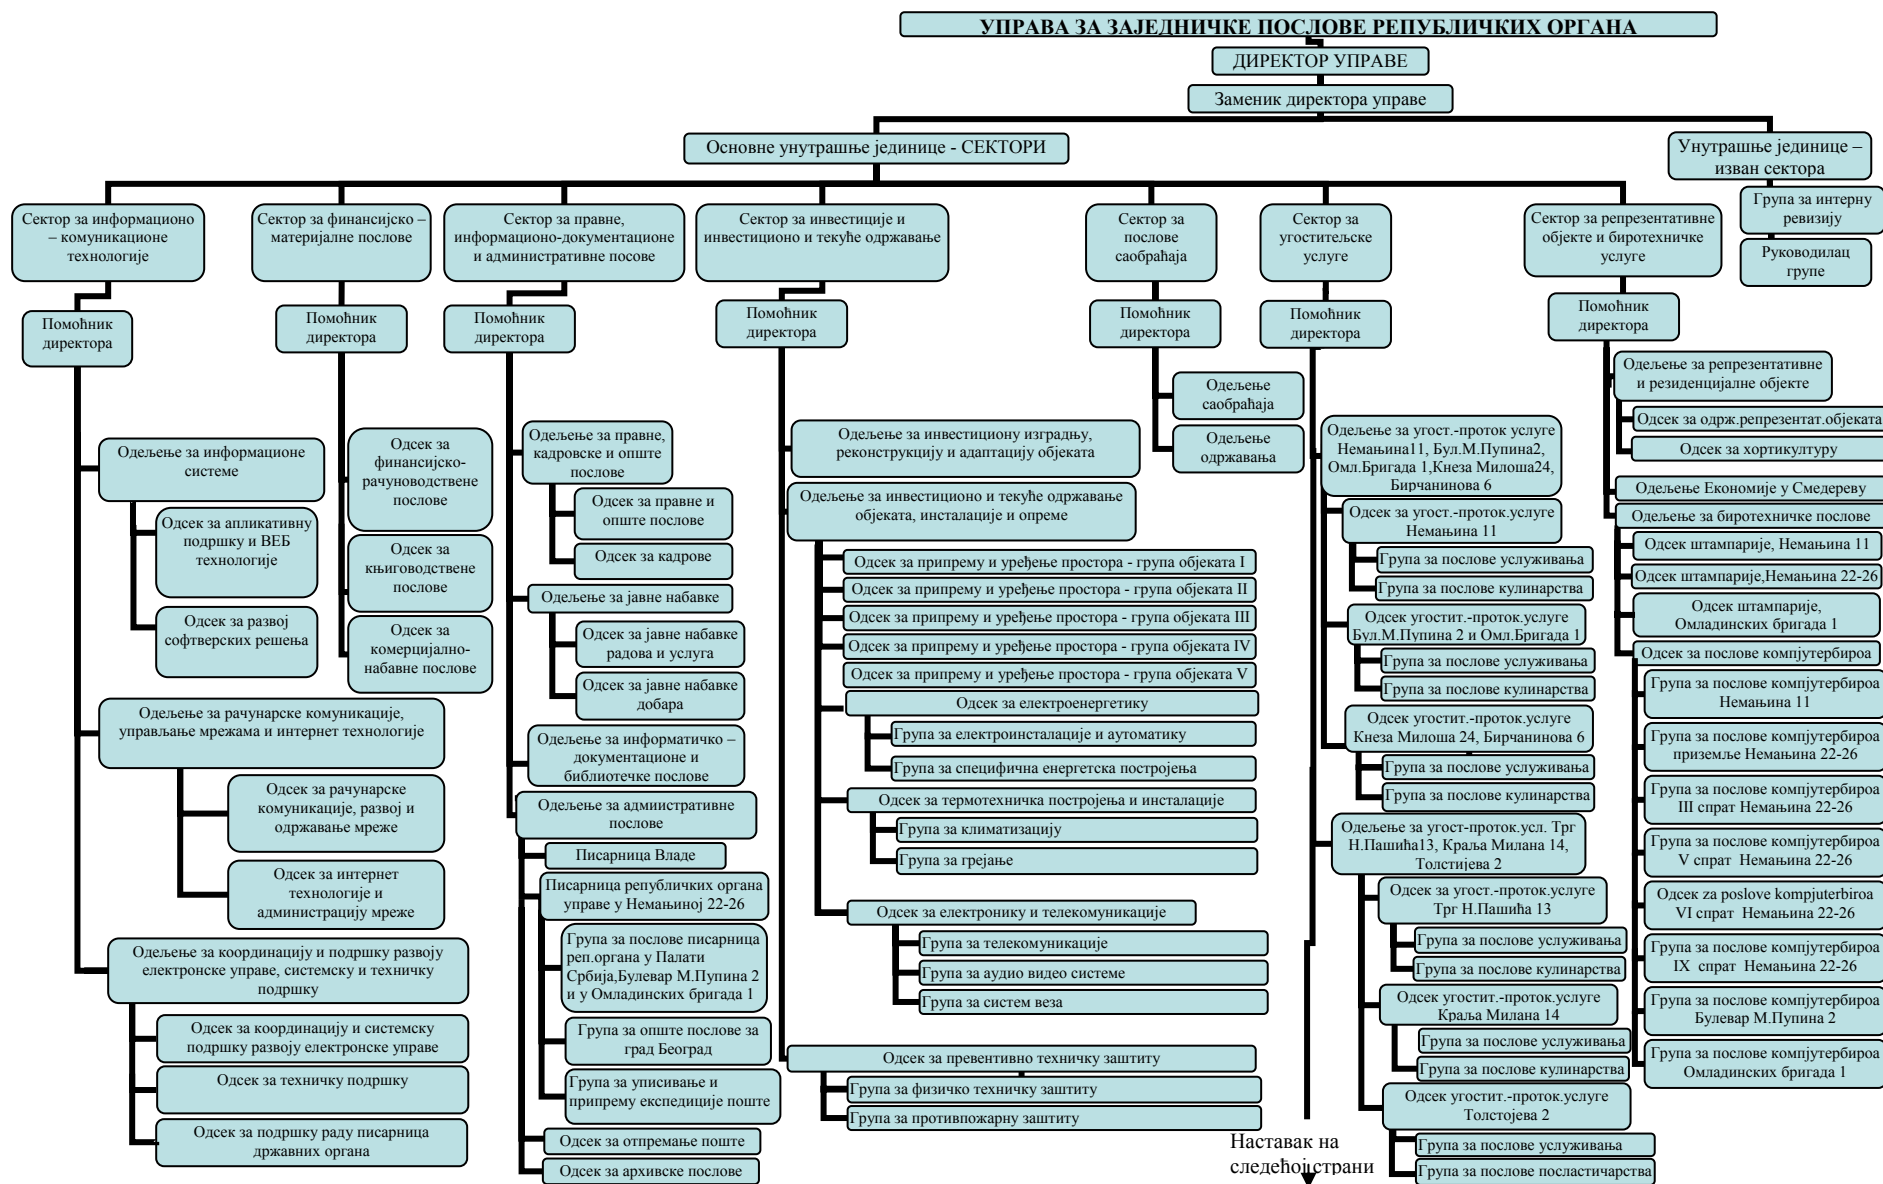 УПРАВА ЗА ЗАЈЕДНИЧКЕ ПОСЛОВЕ РЕПУБЛИЧКИХ ОРГАНА
ДИРЕКТОР УПРАВЕ
Заменик директора управе
Основне унутрашње јединице - СЕКТОРИ
Унутрашње јединице –
изван сектора
Група за интерну
ревизију
Руководилац
групе
Сектор за информационо
– комуникационе
технологије
Помоћник
директора
Одељење за информационе
системе
Одсек за апликативну
подршку и ВЕБ
технологије
Одсек за развој
софтверских решења
Одељење за рачунарске комуникације,
управљање мрежама и интернет технологије
Одсек за рачунарске
комуникације, развој и
одржавање мреже
Одсек за интернет
технологије и
администрацију мреже
Одељење за координацију и подршку развоју
електронске управе, системску и техничку
подршку
Одсек за координацију и системску
подршку развоју електронске управе
Одсек за техничку подршку
Одсек за подршку раду писарница
државних органа
Сектор за финансијско –
материјалне послове
Помоћник
директора
Одсек за
финансијско-
рачуноводствене
послове
Одсек за
књиговодствене
послове
Одсек за
комерцијално-
набавне послове
Сектор за правне,
информационо-документационе
и административне посове
Помоћник
директора
Одељење за правне,
кадровске и опште
послове
Одсек за правне и
опште послове
Одсек за кадрове
Одељење за јавне набавке
Одсек за јавне набавке
радова и услуга
Одсек за јавне набавке
добара
Одељење за информатичко –
документационе и
библиотечке послове
Одељење за адмиистративне
послове
Писарница Владе
Писарница републичких органа
управе у Немањиној 22-26
Група за послове писарница
реп.органа у Палати
Србија,Булевар М.Пупина 2
и у Омладинских бригада 1
Група за опште послове за
град Београд
Група за уписивање и
припрему експедиције поште
Одсек за отпремање поште
Одсек за архивске послове
Сектор за инвестиције и
инвестиционо и текуће одржавање
Помоћник
директора
Одељење за инвестициону изградњу,
реконструкцију и адаптацију објеката
Одељење за инвестиционо и текуће одржавање
објеката, инсталације и опреме
Одсек за припрему и уређење простора - група објеката I
Одсек за припрему и уређење простора - група објеката II
Одсек за припрему и уређење простора - група објеката III
Одсек за припрему и уређење простора - група објеката IV
Одсек за припрему и уређење простора - група објеката V
Одсек за електроенергетику
Група за електроинсталације и аутоматику
Група за специфична енергетска постројења
Одсек за термотехничка постројења и инсталације
Група за климатизацију
Група за грејање
Одсек за електронику и телекомуникације
Група за телекомуникације
Група за аудио видео системе
Група за систем веза
Одсек за превентивно техничку заштиту
Група за физичко техничку заштиту
Група за противпожарну заштиту
Сектор за
послове
саобраћаја
Помоћник
директора
Одељење
саобраћаја
Одељење
одржавања
Сектор за
угоститељске
услуге
Помоћник
директора
Одељење за угост.-проток услуге
Немањина11, Бул.М.Пупина2,
Омл.Бригада 1,Кнеза Милоша24,
Бирчанинова 6
Одсек за угост.-проток.услуге
Немањина 11
Група за послове услуживања
Група за послове кулинарства
Одсек угостит.-проток.услуге
Бул.М.Пупина 2 и Омл.Бригада 1
Група за послове услуживања
Група за послове кулинарства
Одсек угостит.-проток.услуге
Кнеза Милоша 24, Бирчанинова 6
Група за послове услуживања
Група за послове кулинарства
Одељење за угост-проток.усл. Трг
Н.Пашића13, Краља Милана 14,
Толстијева 2
Одсек за угост.-проток.услуге
Трг Н.Пашића 13
Група за послове услуживања
Група за послове кулинарства
Одсек угостит.-проток.услуге
Краља Милана 14
Група за послове услуживања
Група за послове кулинарства
Одсек угостит.-проток.услуге
Толстојева 2
Група за послове услуживања
Група за послове посластичарства
Наставак на
следећој страни
Сектор за репрезентативне
објекте и биротехничке
услуге
Помоћник
директора
Одељење за репрезентативне
и резиденцијалне објекте
Одсек за одрж.репрезентат.објеката
Одсек за хортикултуру
Одељење Економије у Смедереву
Одељење за биротехничке послове
Одсек штампарије, Немањина 11
Одсек штампарије,Немањина 22-26
Одсек штампарије,
Омладинских бригада 1
Одсек за послове компјутербироа
Група за послове компјутербироа
Немањина 11
Група за послове компјутербироа
приземље Немањина 22-26
Група за послове компјутербироа
III спрат Немањина 22-26
Група за послове компјутербироа
V спрат Немањина 22-26
Одсек za poslove kompjuterbiroa
VI спрат Немањина 22-26
Група за послове компјутербироа
IX спрат Немањина 22-26
Група за послове компјутербироа
Булевар М.Пупина 2
Група за послове компјутербироа
Омладинских бригада 1